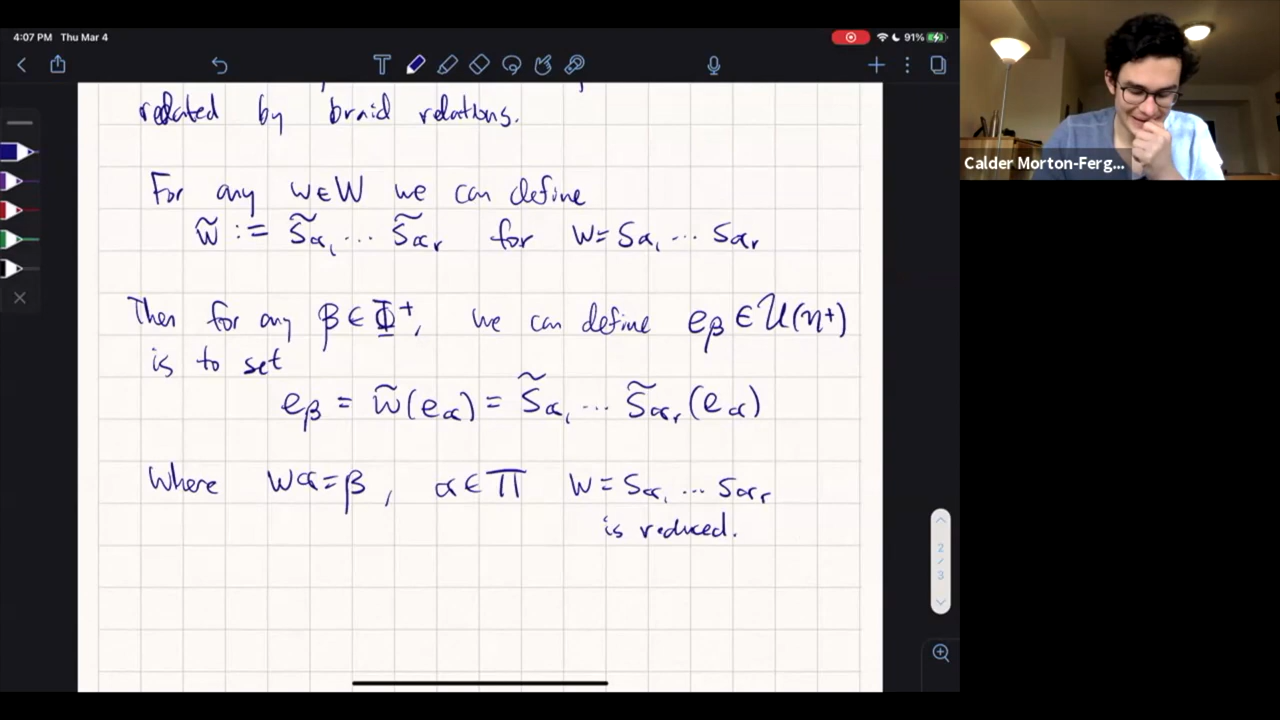 4:07 PM Thu Mar 4
91%
related by braid relations.
For any w∈W we can define
w̃ := s̃α₁ ... s̃αᵣ for w = sα₁ ... sαᵣ
Then for any β ∈ Φ⁺, we can define eβ ∈ U(n⁺)
is to set
eβ = w̃(eα) = s̃α₁ ... s̃αᵣ(eα)
where wα = β, α ∈ Π w = sα₁ ... sαᵣ
is reduced.
2 / 3
Calder Morton-Ferg...